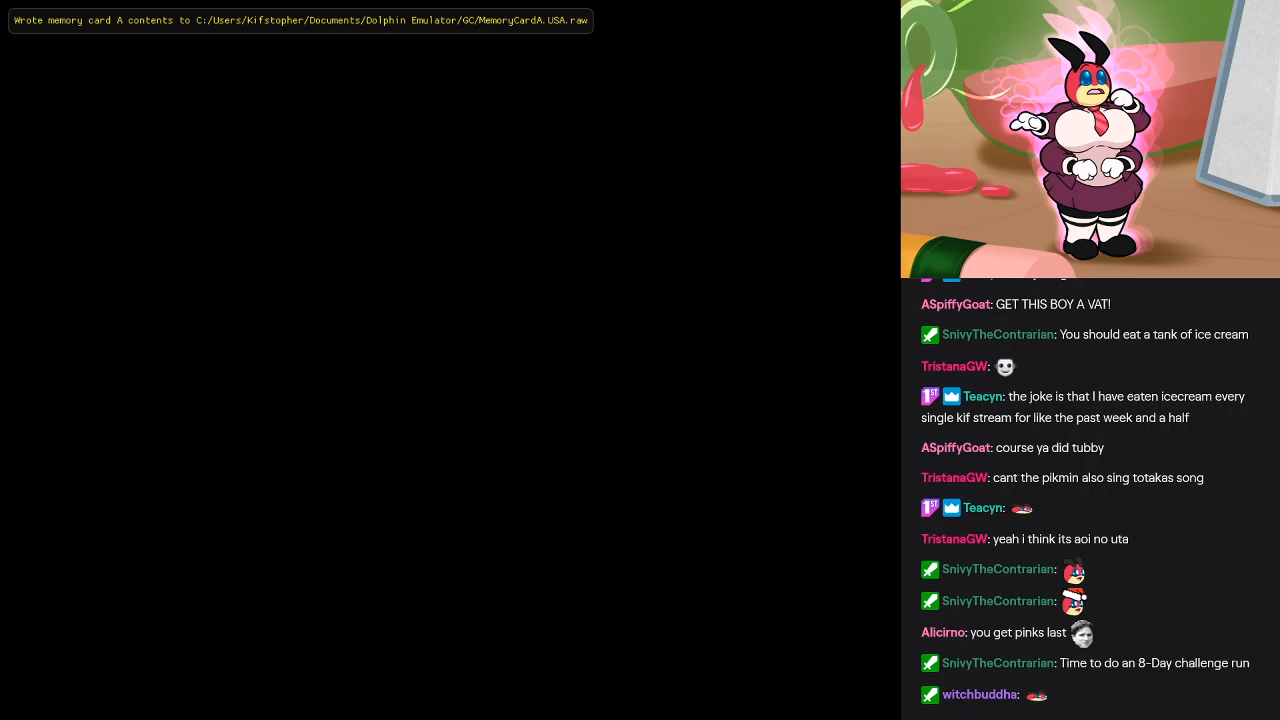 Wrote memory card A contents to C:/Users/Kifstopher/Documents/Dolphin Emulator/GC/MemoryCardA.USA.raw
ASpiffyGoat: GET THIS BOY A VAT!
SnivyTheContrarian: You should eat a tank of ice cream
TristanaGW:
1ST Teacyn: the joke is that I have eaten icecream every
single kif stream for like the past week and a half
ASpiffyGoat: course ya did tubby
TristanaGW: cant the pikmin also sing totakas song
1ST Teacyn:
TristanaGW: yeah i think its aoi no uta
SnivyTheContrarian:
SnivyTheContrarian:
Alicirno: you get pinks last
SnivyTheContrarian: Time to do an 8-Day challenge run
witchbuddha: